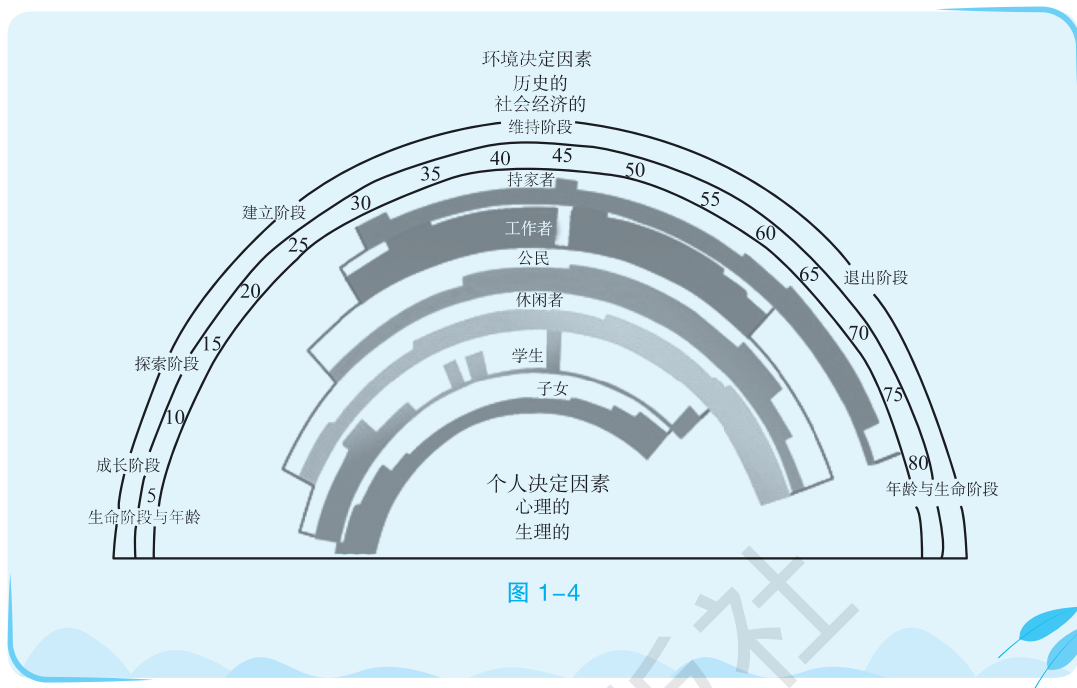 环境决定因素
历史的
社会经济的
维持阶段
40
45
35
50
持家者
30
55
建立阶段
工作者
60
25
公民
65
退出阶段
20
休闲者
70
15
学生
探索阶段
子女
75
10
成长阶段
80
个人决定因素
5
年龄与生命阶段
心理的
生命阶段与年龄
生理的
图 1-4
版社